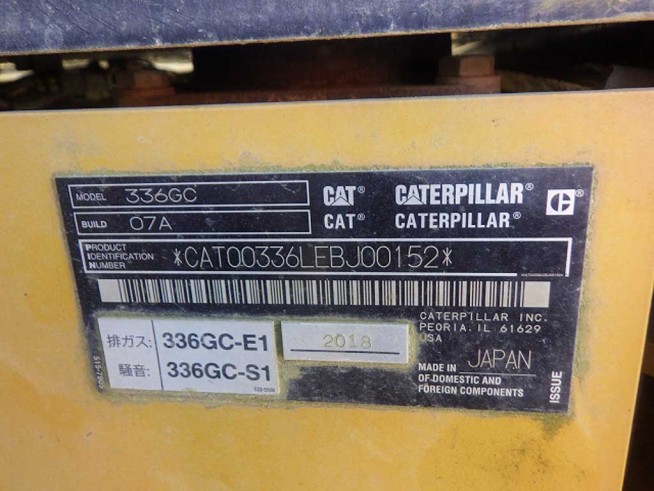 MODEL 336GC CAT® CATERPILLAR® C®
BUILD 07A CAT® CATERPILLAR®
PRODUCT
IDENTIFICATION
NUMBER
*CAT00336LEBJ00152*
CATERPILLAR INC.
PEORIA. IL 61629
USA
排ガス: 336GC-E1
騒音: 336GC-S1
2018
MADE IN JAPAN
OF DOMESTIC AND
FOREIGN COMPONENTS
ISSUE